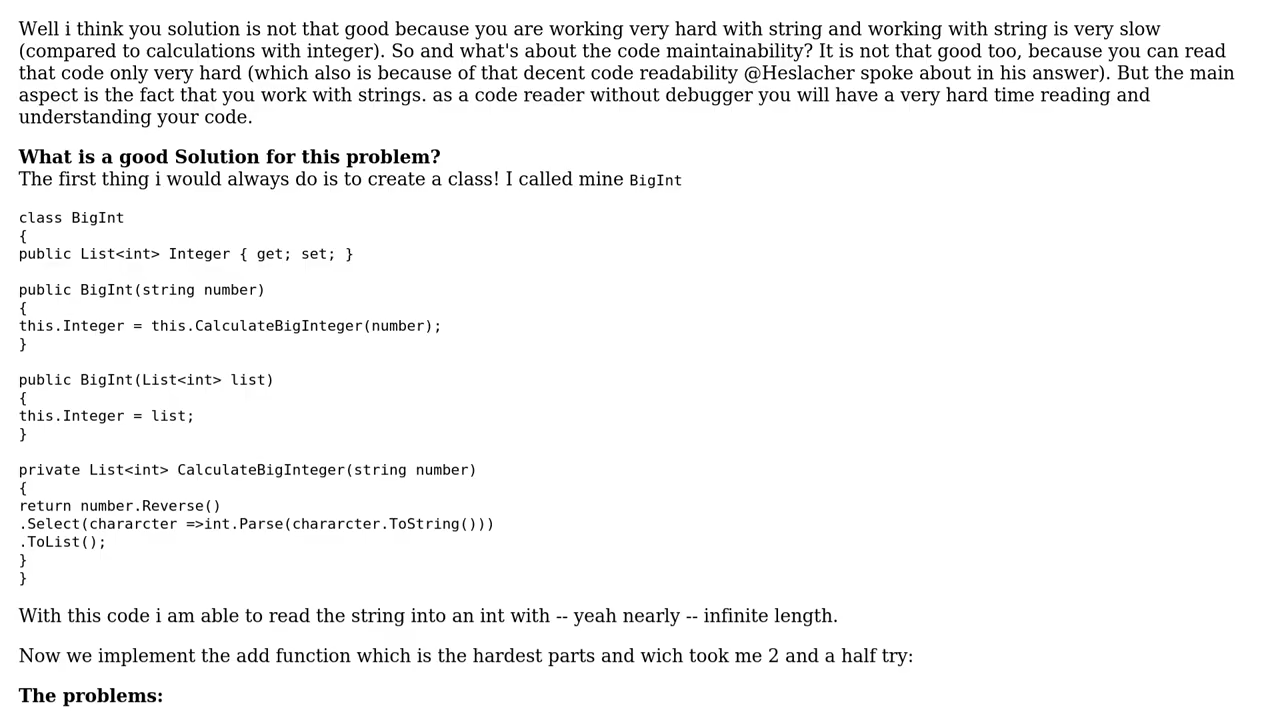 Well i think you solution is not that good because you are working very hard with string and working with string is very slow
(compared to calculations with integer). So and what's about the code maintainability? It is not that good too, because you can read
that code only very hard (which also is because of that decent code readability @Heslacher spoke about in his answer). But the main
aspect is the fact that you work with strings. as a code reader without debugger you will have a very hard time reading and
understanding your code.
What is a good Solution for this problem?
The first thing i would always do is to create a class! I called mine BigInt
class BigInt
{
public List<int> Integer { get; set; }
public BigInt(string number)
{
this.Integer = this.CalculateBigInteger(number);
}
public BigInt(List<int> list)
{
this.Integer = list;
}
private List<int> CalculateBigInteger(string number)
{
return number.Reverse()
.Select(chararcter =>int.Parse(chararcter.ToString()))
.ToList();
}
}
With this code i am able to read the string into an int with -- yeah nearly -- infinite length.
Now we implement the add function which is the hardest parts and wich took me 2 and a half try:
The problems: